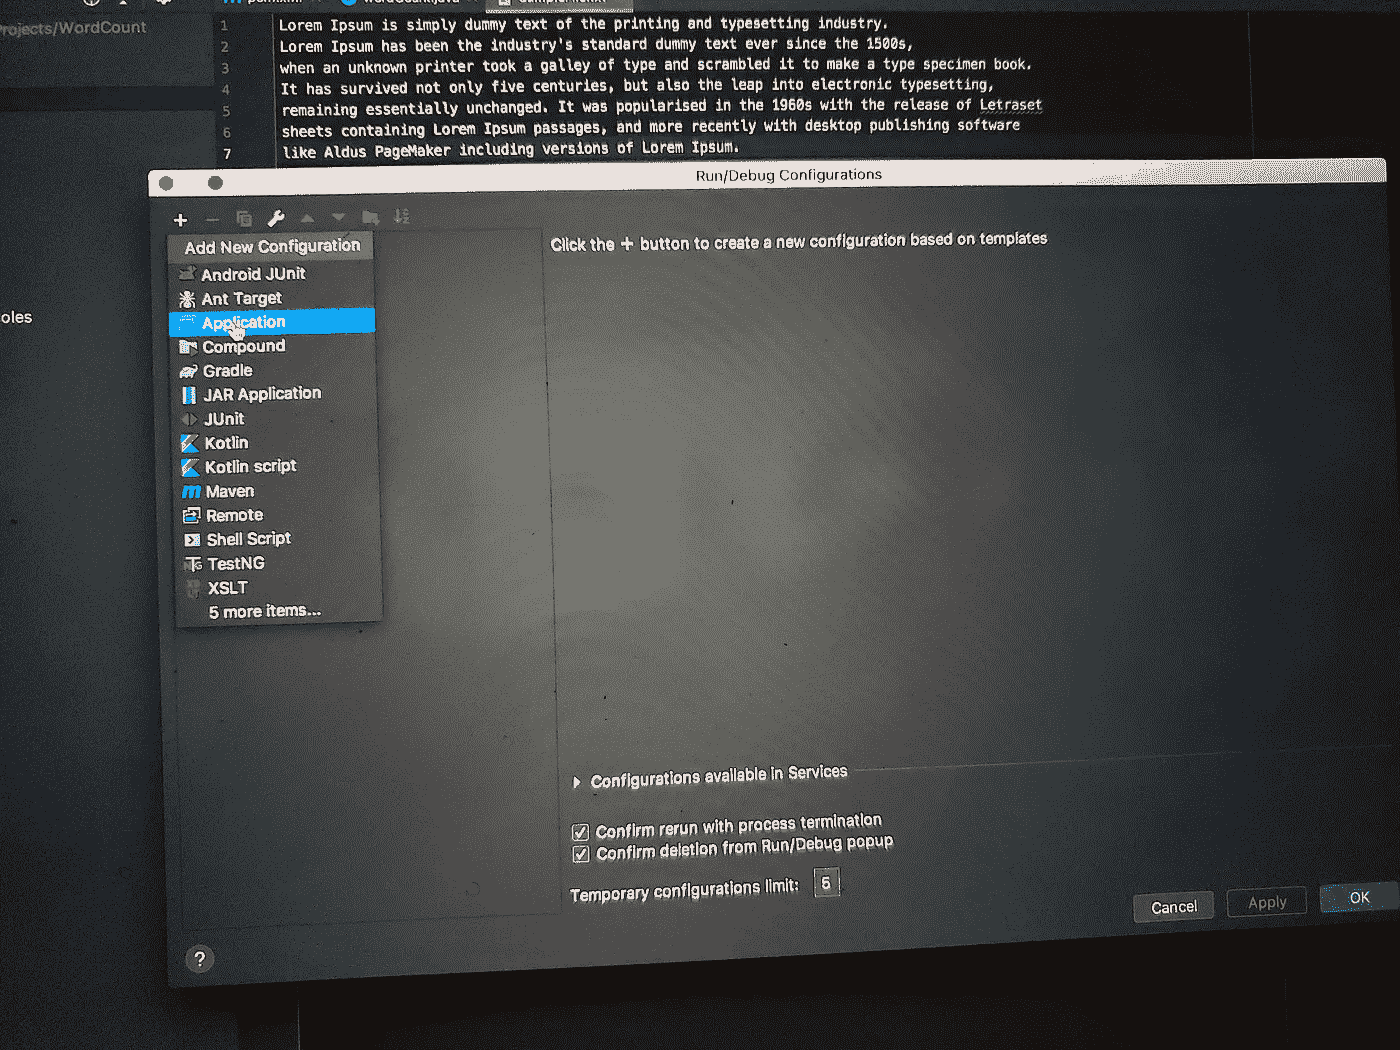 Projects/WordCount
1 Lorem Ipsum is simply dummy text of the printing and typesetting industry.
2 Lorem Ipsum has been the industry's standard dummy text ever since the 1500s,
3 when an unknown printer took a galley of type and scrambled it to make a type specimen book.
4 It has survived not only five centuries, but also the leap into electronic typesetting,
5 remaining essentially unchanged. It was popularised in the 1960s with the release of Letraset
6 sheets containing Lorem Ipsum passages, and more recently with desktop publishing software
7 like Aldus PageMaker including versions of Lorem Ipsum.
Run/Debug Configurations
Add New Configuration
Android JUnit
Ant Target
Application
Compound
Gradle
JAR Application
JUnit
Kotlin
Kotlin script
Maven
Remote
Shell Script
TestNG
XSLT
5 more items...
oles
Click the + button to create a new configuration based on templates
Configurations available in Services
Confirm rerun with process termination
Confirm deletion from Run/Debug popup
Temporary configurations limit: 5
Cancel Apply OK
?